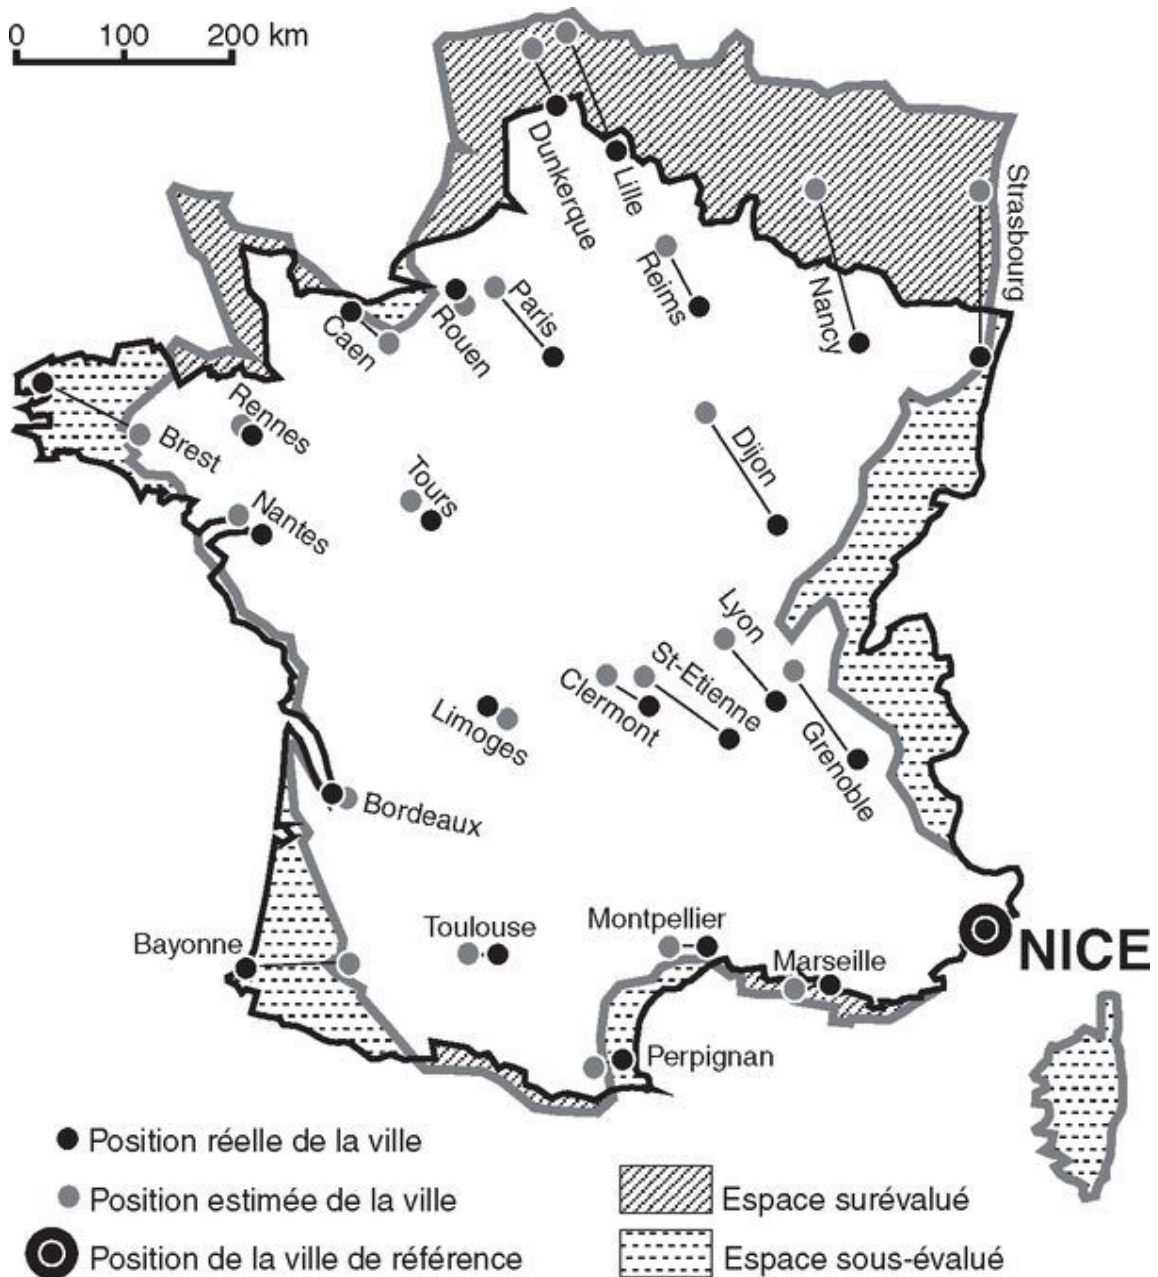 0 100 200 km
Dunkerque
Lille
Strasbourg
Reims
Nancy
Paris
Rouen
Caen
Rennes
Brest
Dijon
Tours
Nantes
Lyon
St-Etienne
Clermont
Grenoble
Limoges
Bordeaux
Montpellier
Toulouse
Bayonne
Marseille
NICE
Perpignan
Position réelle de la ville
Position estimée de la ville
Position de la ville de référence
Espace surévalué
Espace sous-évalué